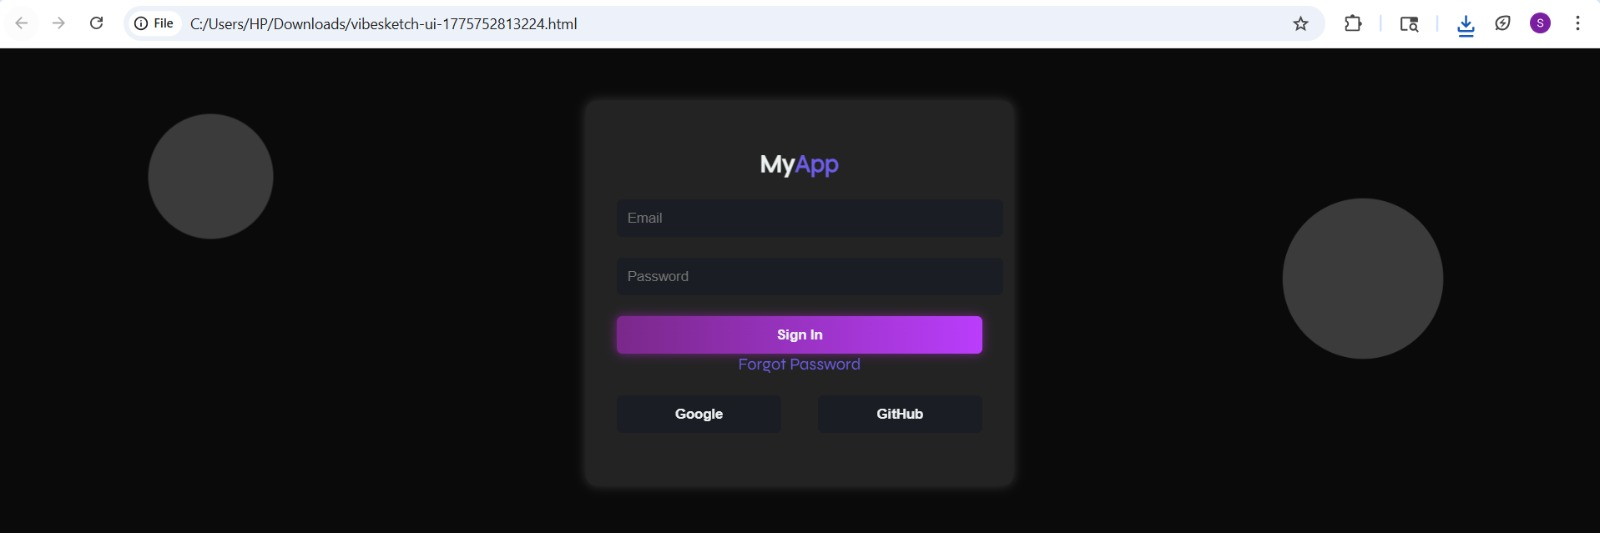 File C:/Users/HP/Downloads/vibesketch-ui-1775752813224.html
S
MyApp
Email
Password
Sign In
Forgot Password
Google GitHub